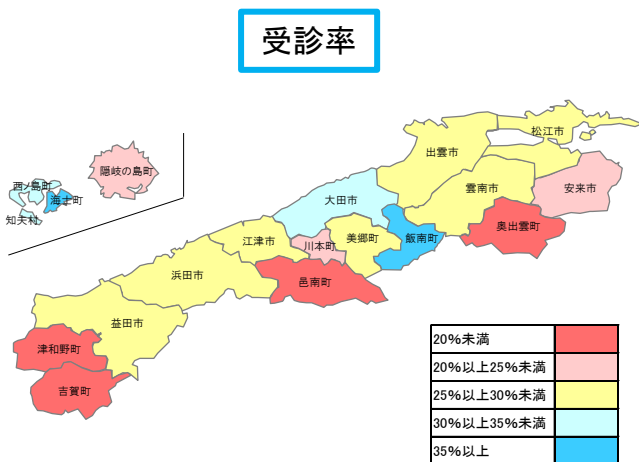 受診率
松江市
出雲市
隠岐の島町
雲南市
西ノ島町
安来市
海士町
大田市
知夫村
奥出雲町
江津市
美郷町
飯南町
川本町
浜田市
邑南町
益田市
津和野町
吉賀町
20%未満
20%以上25%未満
25%以上30%未満
30%以上35%未満
35%以上